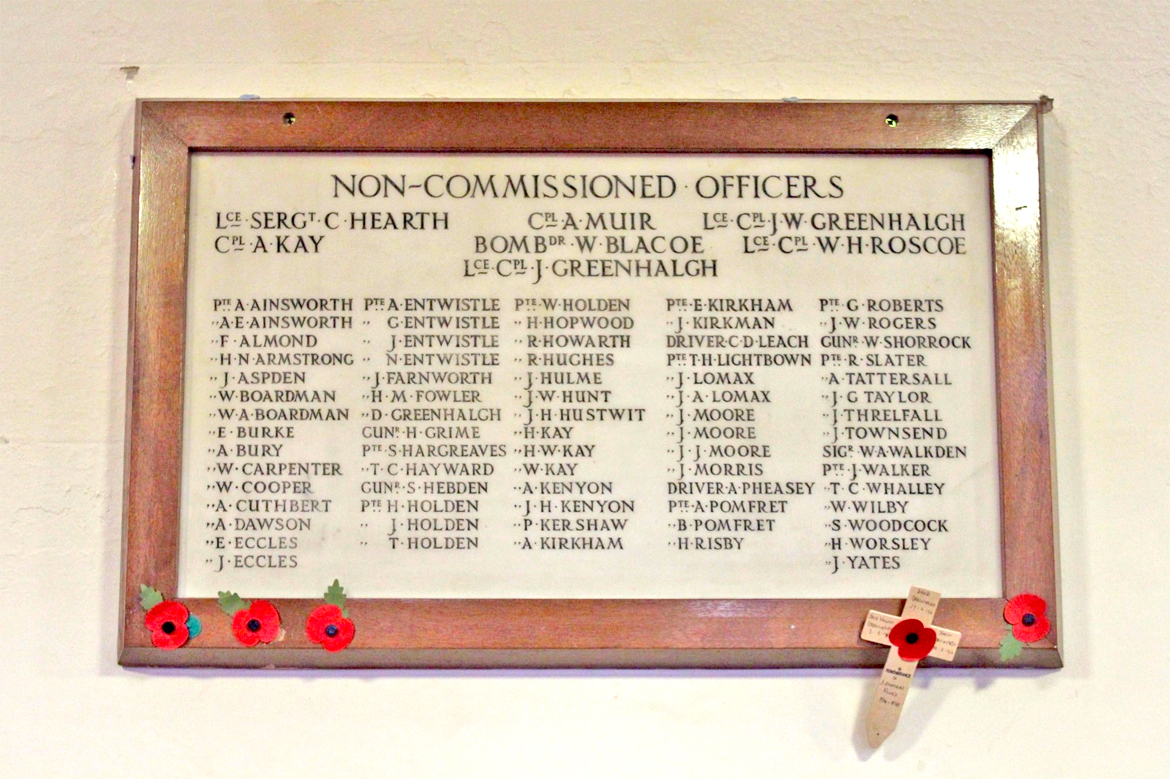 NON-COMMISSIONED · OFFICERS
LCE · SERGT · C · HEARTH CPL · A · MUIR LCE · CPL · J · W · GREENHALGH
CPL · A · KAY BOMBDR · W · BLACOE LCE · CPL · W · H · ROSCOE
LCE · CPL · J · GREENHALGH
PTE A · AINSWORTH
" A · E · AINSWORTH
" F · ALMOND
" H · N · ARMSTRONG
" J · ASPDEN
" W · BOARDMAN
" W · A · BOARDMAN
" E · BURKE
" A · BURY
" W · CARPENTER
" W · COOPER
" A · CUTHBERT
" A · DAWSON
" E · ECCLES
" J · ECCLES
PTE A · ENTWISTLE
" G · ENTWISTLE
" J · ENTWISTLE
" N · ENTWISTLE
" J · FARNWORTH
" H · M · FOWLER
" D · GREENHALGH
GUNR · H · GRIME
PTE · S · HARGREAVES
" T · C · HAYWARD
GUNR · S · HEBDEN
PTE H · HOLDEN
" J · HOLDEN
" T · HOLDEN
PTE · W · HOLDEN
" H · HOPWOOD
" R · HOWARTH
" R · HUGHES
" J · HULME
" J · W · HUNT
" J · H · HUSTWIT
" H · KAY
" H · W · KAY
" W · KAY
" A · KENYON
" J · H · KENYON
" P · KERSHAW
" A · KIRKHAM
PTE · E · KIRKHAM
" J · KIRKMAN
DRIVER · C · D · LEACH
PTE · T · H · LIGHTBOWN
" J · LOMAX
" J · A · LOMAX
" J · MOORE
" J · MOORE
" J · J · MOORE
" J · MORRIS
DRIVER · A · PHEASEY
PTE · A · POMFRET
" B · POMFRET
" H · RISBY
PTE · G · ROBERTS
" J · W · ROGERS
GUNR · W · SHORROCK
PTE · R · SLATER
" A · TATTERSALL
" J · G TAYLOR
" J · THRELFALL
" J · TOWNSEND
SIGR · W · A · WALKDEN
PTE · J · WALKER
" T · C · WHALLEY
" W · WILBY
" S · WOODCOCK
" H · WORSLEY
" J · YATES
IN
REMEMBRANCE